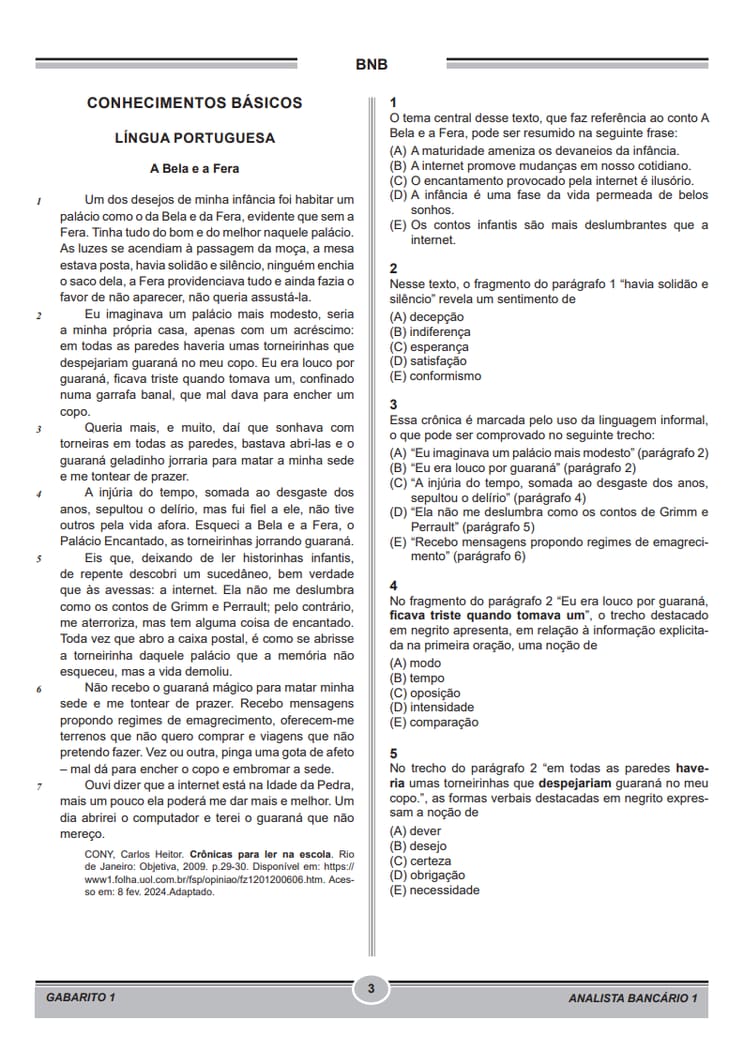 BNB
CONHECIMENTOS BÁSICOS
LÍNGUA PORTUGUESA
A Bela e a Fera
1 Um dos desejos de minha infância foi habitar um
palácio como o da Bela e da Fera, evidente que sem a
Fera. Tinha tudo do bom e do melhor naquele palácio.
As luzes se acendiam à passagem da moça, a mesa
estava posta, havia solidão e silêncio, ninguém enchia
o saco dela, a Fera providenciava tudo e ainda fazia o
favor de não aparecer, não queria assustá-la.
2 Eu imaginava um palácio mais modesto, seria
a minha própria casa, apenas com um acréscimo:
em todas as paredes haveria umas torneirinhas que
despejariam guaraná no meu copo. Eu era louco por
guaraná, ficava triste quando tomava um, confinado
numa garrafa banal, que mal dava para encher um
copo.
3 Queria mais, e muito, daí que sonhava com
torneiras em todas as paredes, bastava abri-las e o
guaraná geladinho jorraria para matar a minha sede
e me tontear de prazer.
4 A injúria do tempo, somada ao desgaste dos
anos, sepultou o delírio, mas fui fiel a ele, não tive
outros pela vida afora. Esqueci a Bela e a Fera, o
Palácio Encantado, as torneirinhas jorrando guaraná.
5 Eis que, deixando de ler historinhas infantis,
de repente descobri um sucedâneo, bem verdade
que às avessas: a internet. Ela não me deslumbra
como os contos de Grimm e Perrault; pelo contrário,
me aterroriza, mas tem alguma coisa de encantado.
Toda vez que abro a caixa postal, é como se abrisse
a torneirinha daquele palácio que a memória não
esqueceu, mas a vida demoliu.
6 Não recebo o guaraná mágico para matar minha
sede e me tontear de prazer. Recebo mensagens
propondo regimes de emagrecimento, oferecem-me
terrenos que não quero comprar e viagens que não
pretendo fazer. Vez ou outra, pinga uma gota de afeto
– mal dá para encher o copo e embromar a sede.
7 Ouvi dizer que a internet está na Idade da Pedra,
mais um pouco ela poderá me dar mais e melhor. Um
dia abrirei o computador e terei o guaraná que não
mereço.
CONY, Carlos Heitor. Crônicas para ler na escola. Rio
de Janeiro: Objetiva, 2009. p.29-30. Disponível em: https://
www1.folha.uol.com.br/fsp/opiniao/fz1201200606.htm. Aces-
so em: 8 fev. 2024.Adaptado.
1
O tema central desse texto, que faz referência ao conto A
Bela e a Fera, pode ser resumido na seguinte frase:
(A) A maturidade ameniza os devaneios da infância.
(B) A internet promove mudanças em nosso cotidiano.
(C) O encantamento provocado pela internet é ilusório.
(D) A infância é uma fase da vida permeada de belos
sonhos.
(E) Os contos infantis são mais deslumbrantes que a
internet.
2
Nesse texto, o fragmento do parágrafo 1 “havia solidão e
silêncio” revela um sentimento de
(A) decepção
(B) indiferença
(C) esperança
(D) satisfação
(E) conformismo
3
Essa crônica é marcada pelo uso da linguagem informal,
o que pode ser comprovado no seguinte trecho:
(A) “Eu imaginava um palácio mais modesto” (parágrafo 2)
(B) “Eu era louco por guaraná” (parágrafo 2)
(C) “A injúria do tempo, somada ao desgaste dos anos,
sepultou o delírio” (parágrafo 4)
(D) “Ela não me deslumbra como os contos de Grimm e
Perrault” (parágrafo 5)
(E) “Recebo mensagens propondo regimes de emagreci-
mento” (parágrafo 6)
4
No fragmento do parágrafo 2 “Eu era louco por guaraná,
ficava triste quando tomava um”, o trecho destacado
em negrito apresenta, em relação à informação explicita-
da na primeira oração, uma noção de
(A) modo
(B) tempo
(C) oposição
(D) intensidade
(E) comparação
5
No trecho do parágrafo 2 “em todas as paredes have-
ria umas torneirinhas que despejariam guaraná no meu
copo.”, as formas verbais destacadas em negrito expres-
sam a noção de
(A) dever
(B) desejo
(C) certeza
(D) obrigação
(E) necessidade
GABARITO 1
3
ANALISTA BANCÁRIO 1